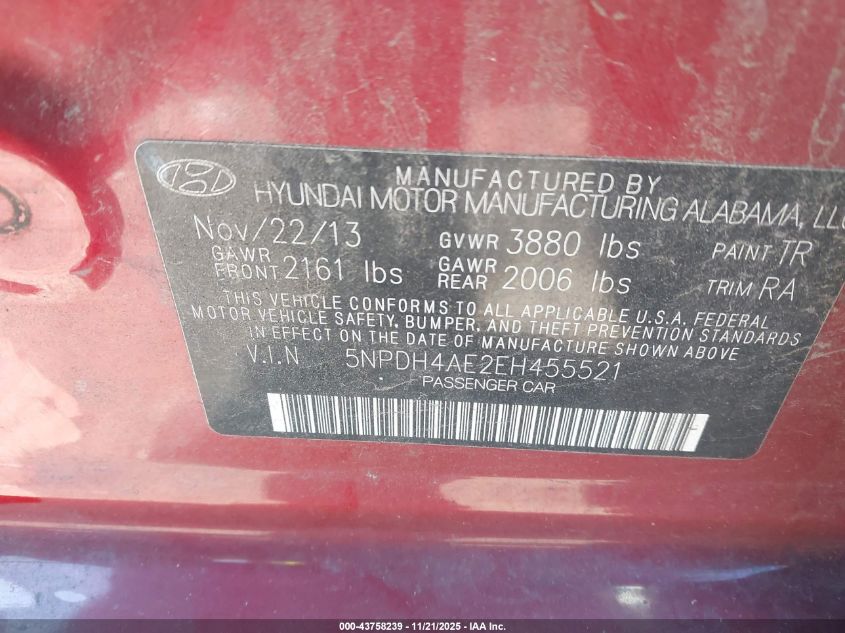 MANUFACTURED BY
HYUNDAI MOTOR MANUFACTURING ALABAMA, LLC
Nov/22/13 GVWR 3880 lbs PAINT TR
GAWR FRONT 2161 lbs GAWR REAR 2006 lbs TRIM RA
THIS VEHICLE CONFORMS TO ALL APPLICABLE U.S.A. FEDERAL
MOTOR VEHICLE SAFETY, BUMPER, AND THEFT PREVENTION STANDARDS
IN EFFECT ON THE DATE OF MANUFACTURE SHOWN ABOVE
V.I.N 5NPDH4AE2EH455521
PASSENGER CAR
000-43758239 - 11/21/2025 - IAA Inc.